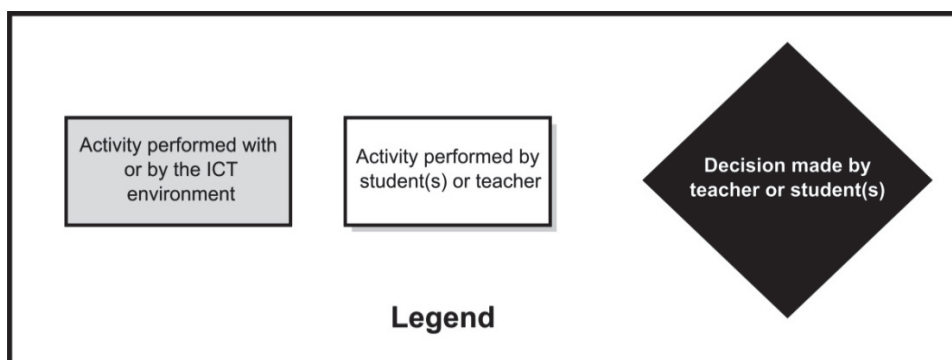 Activity performed with
or by the ICT
environment
Activity performed by
student(s) or teacher
Decision made by
teacher or student(s)
Legend